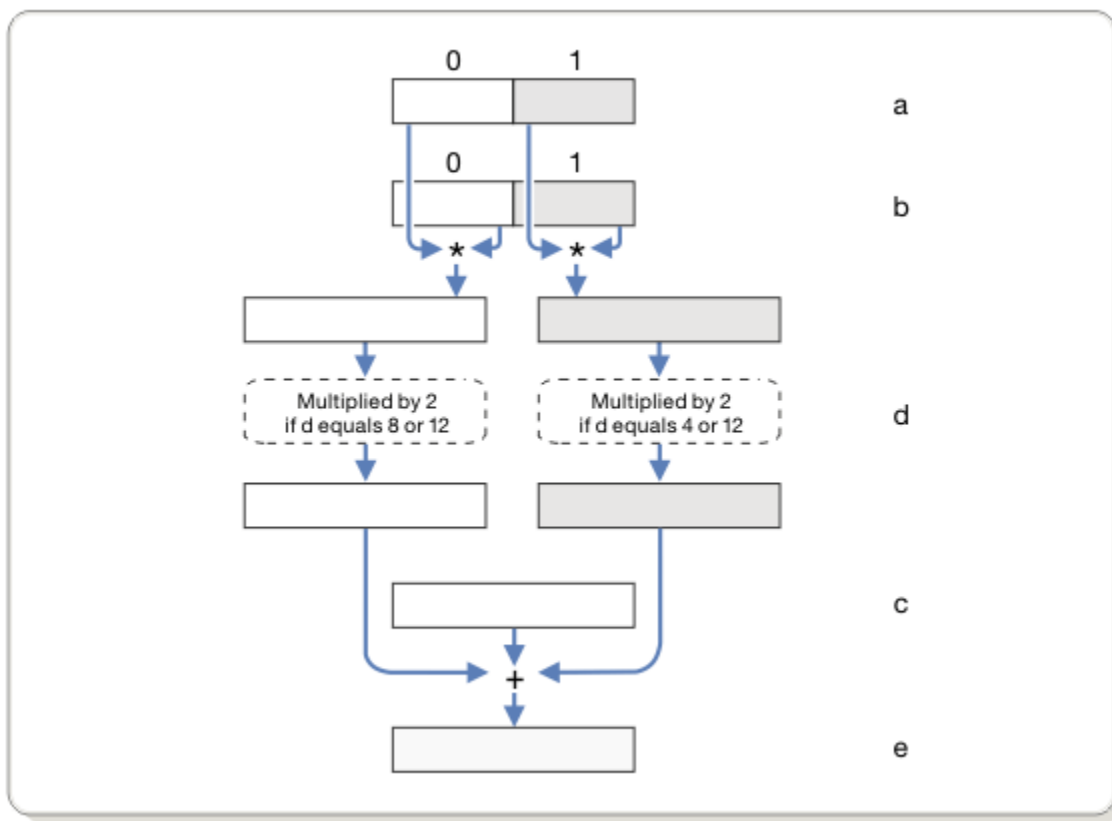 0 1
a
0 1
b
* *
Multiplied by 2
if d equals 8 or 12
Multiplied by 2
if d equals 4 or 12
d
c
+
e